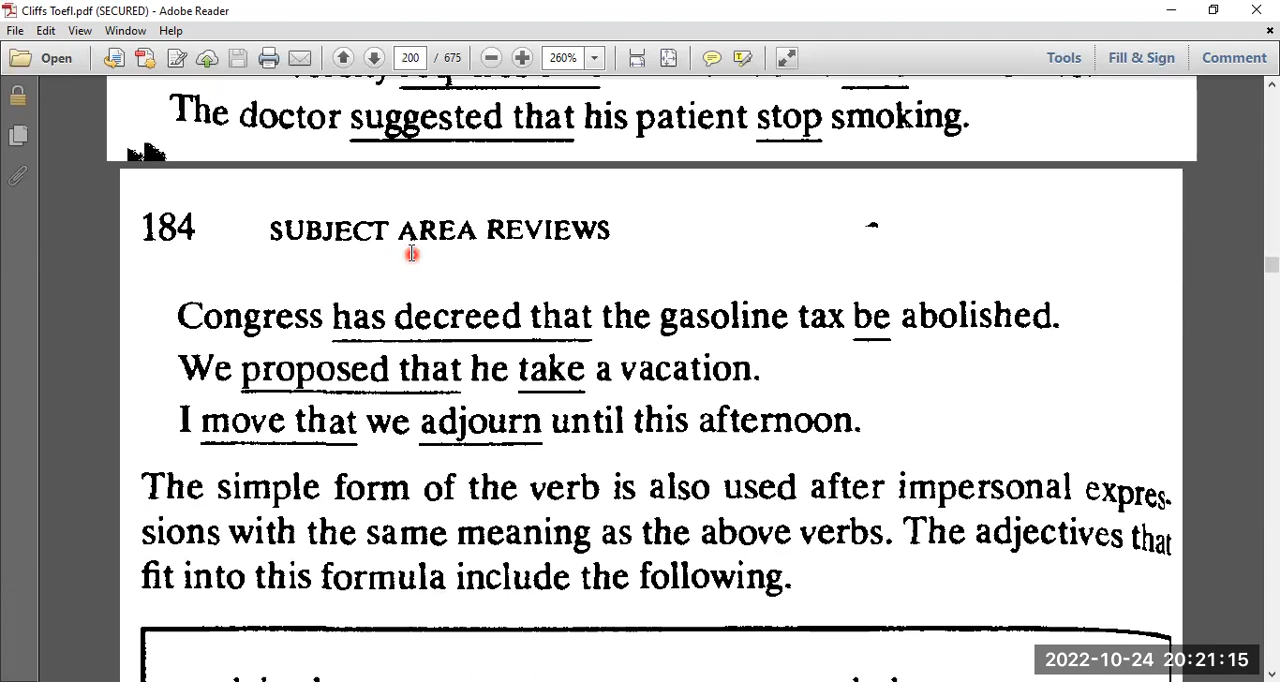 Cliffs Toefl.pdf (SECURED) - Adobe Reader
File Edit View Window Help
Open 200 / 675 260% Tools Fill & Sign Comment
The doctor suggested that his patient stop smoking.
184 SUBJECT AREA REVIEWS
Congress has decreed that the gasoline tax be abolished.
We proposed that he take a vacation.
I move that we adjourn until this afternoon.
The simple form of the verb is also used after impersonal expres-
sions with the same meaning as the above verbs. The adjectives that
fit into this formula include the following.
2022-10-24 20:21:15